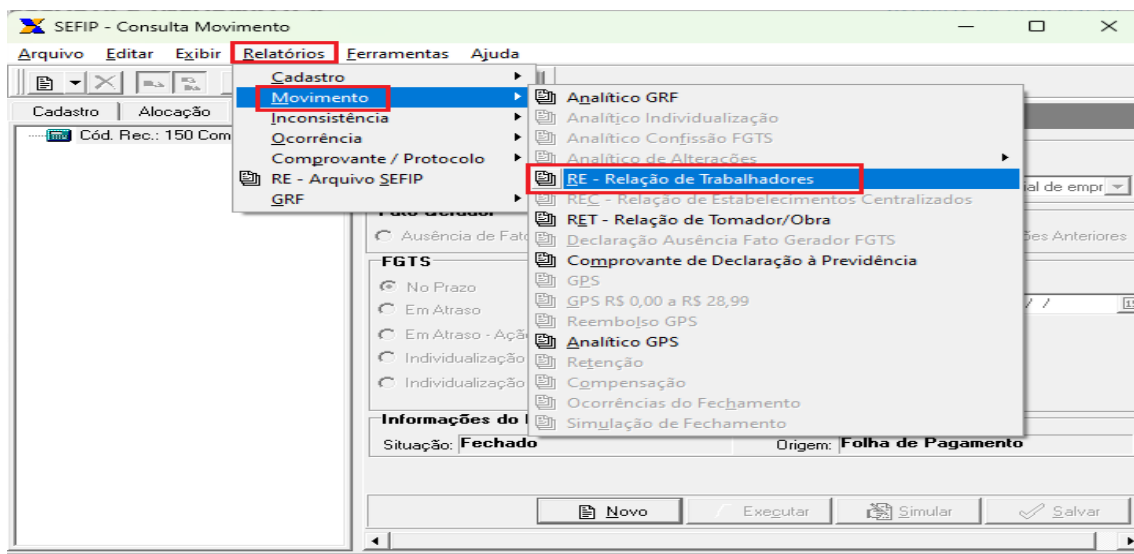 SEFIP - Consulta Movimento
Arquivo Editar Exibir Relatórios Ferramentas Ajuda
Cadastro Alocação
Cód. Rec.: 150 Com
Cadastro
Movimento
Inconsistência
Ocorrência
Comprovante / Protocolo
RE - Arquivo SEFIP
GRF
Analítico GRF
Analítico Individualização
Analítico Confissão FGTS
Analítico de Alterações
RE - Relação de Trabalhadores
REC - Relação de Estabelecimentos Centralizados
RET - Relação de Tomador/Obra
Declaração Ausência Fato Gerador FGTS
Comprovante de Declaração à Previdência
GPS
GPS R$ 0,00 a R$ 28,99
Reembolso GPS
Analítico GPS
Retenção
Compensação
Ocorrências do Fechamento
Simulação de Fechamento
ial de empr
Fato Gerador
Ausência de Fato
ões Anteriores
FGTS
No Prazo
/ /
Em Atraso
Em Atraso - Açã
Individualização
Individualização
Informações do
Situação: Fechado Origem: Folha de Pagamento
Novo Executar Simular Salvar